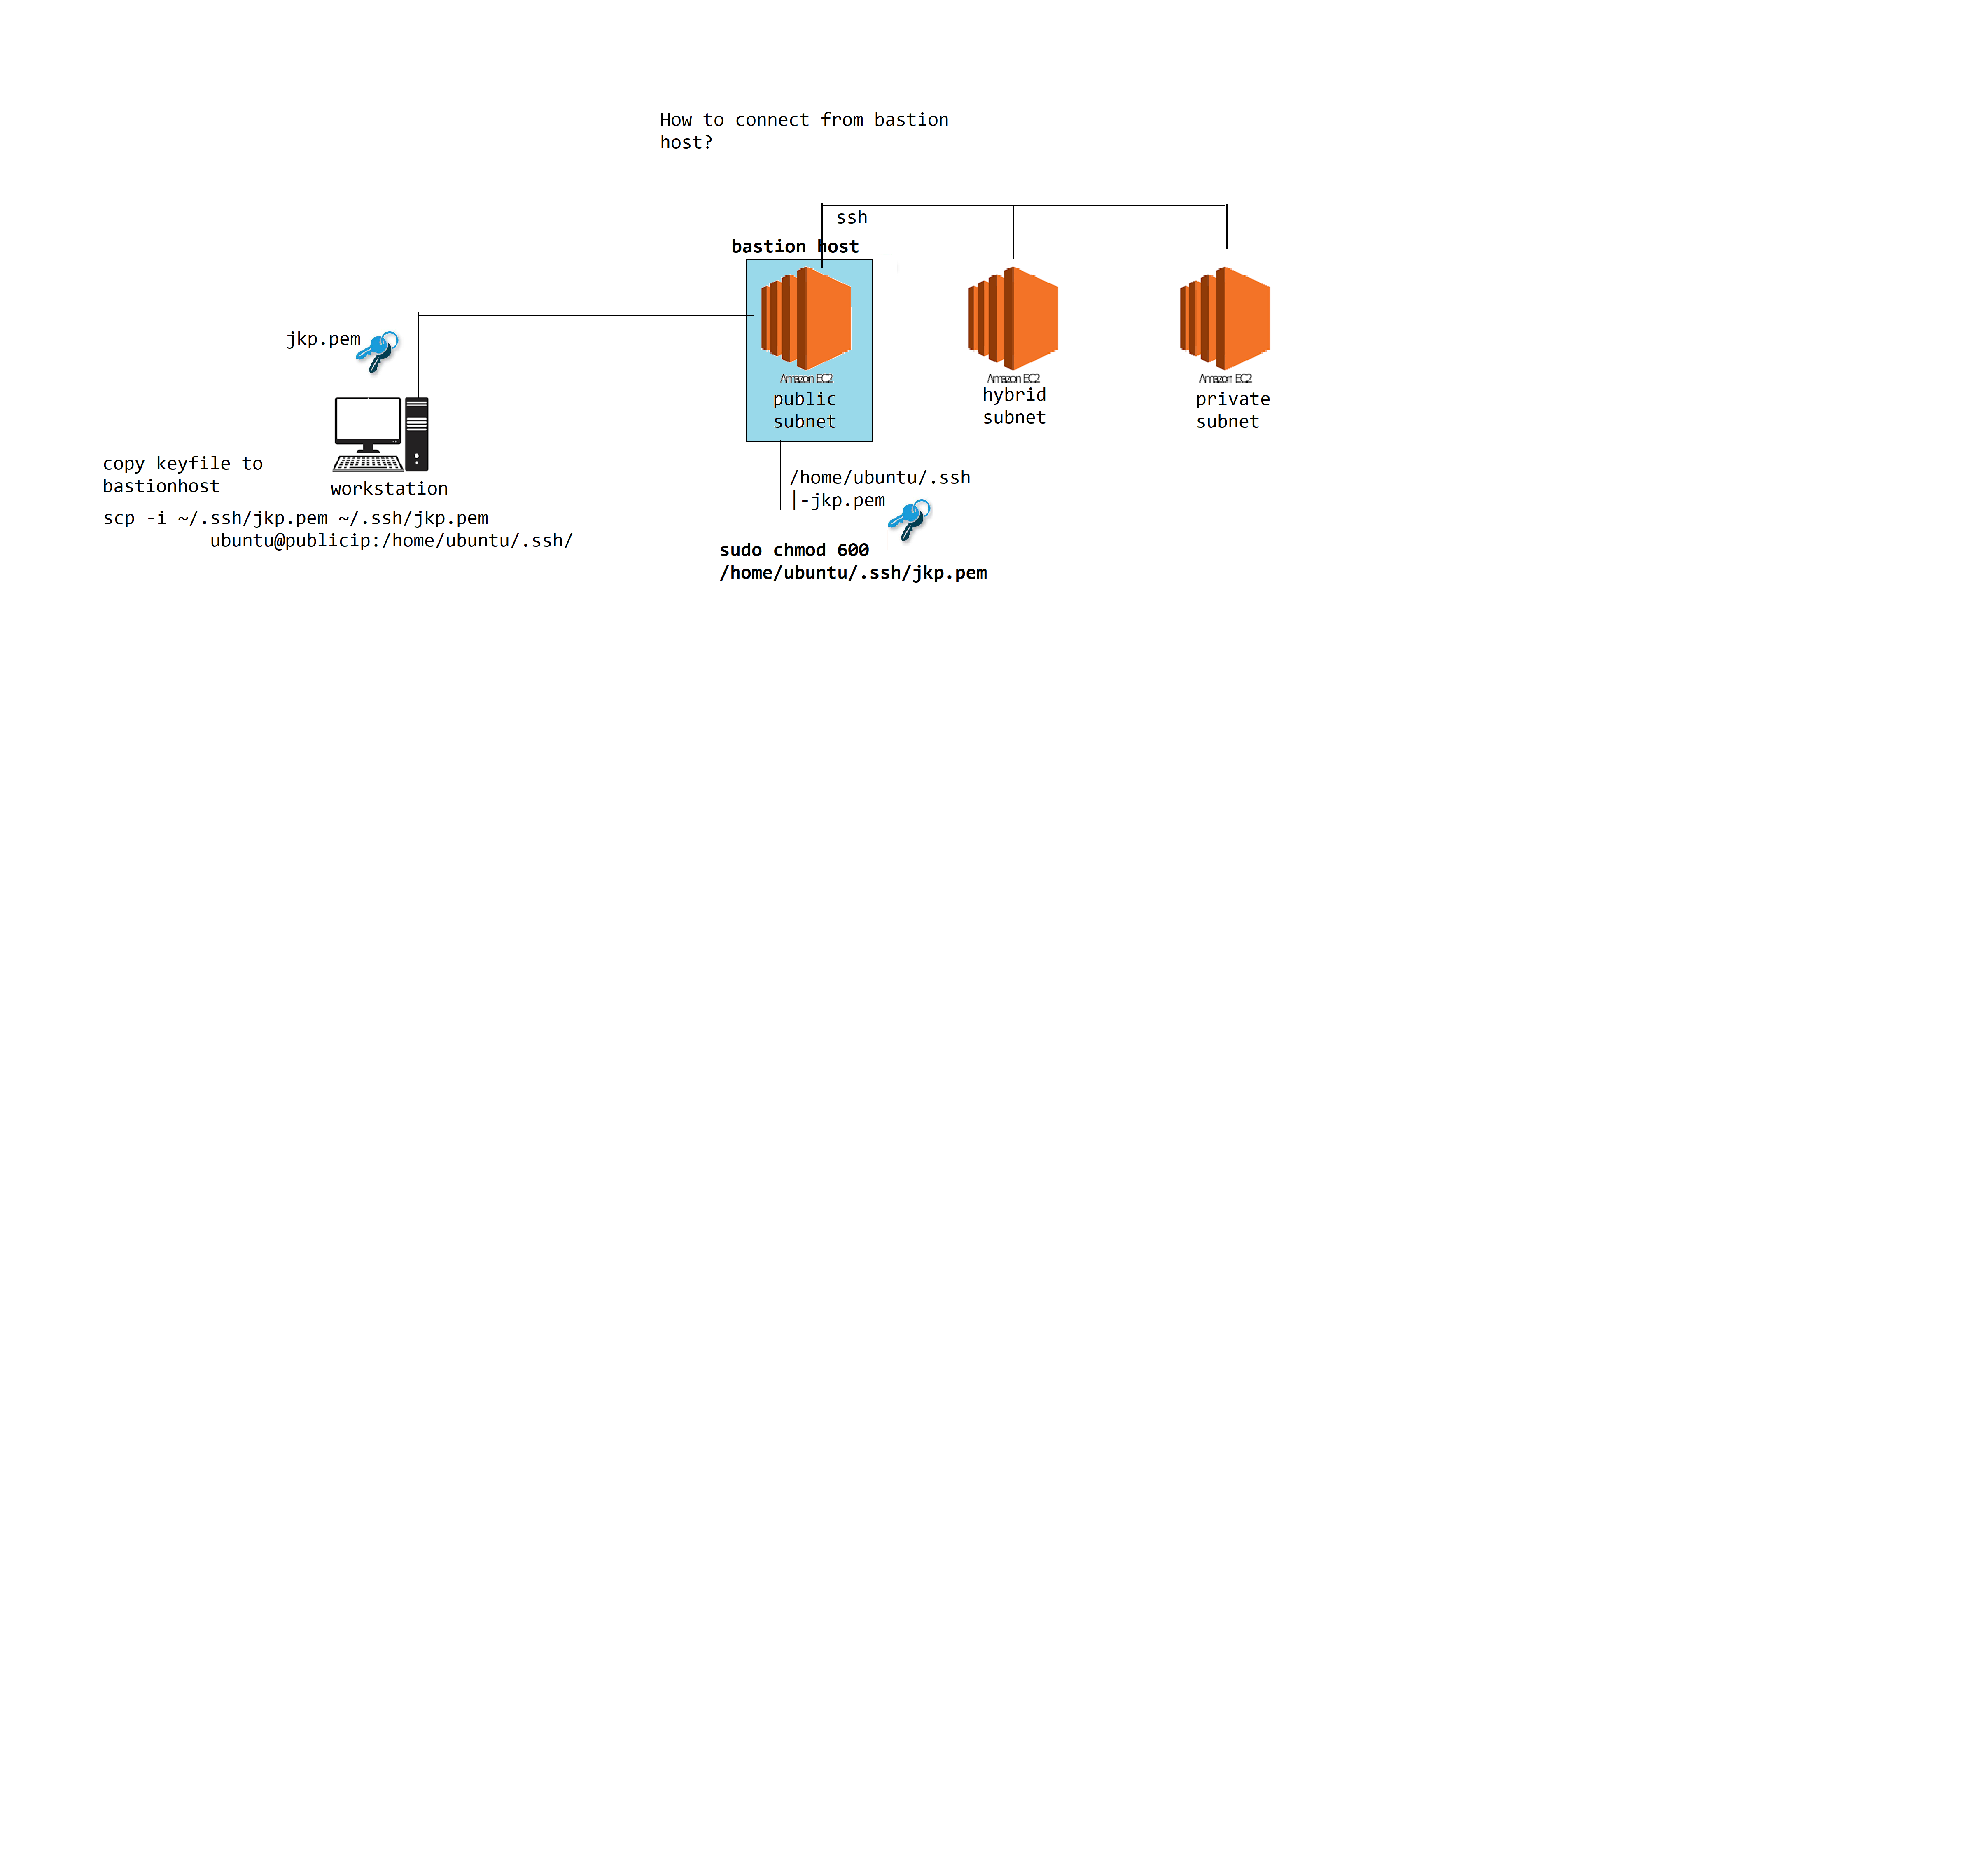 How to connect from bastion
host?
ssh
bastion host
jkp.pem
Amazon EC2
public
subnet
Amazon EC2
hybrid
subnet
Amazon EC2
private
subnet
copy keyfile to
bastionhost
workstation
scp -i ~/.ssh/jkp.pem ~/.ssh/jkp.pem
ubuntu@publicip:/home/ubuntu/.ssh/
/home/ubuntu/.ssh
|-jkp.pem
sudo chmod 600
/home/ubuntu/.ssh/jkp.pem